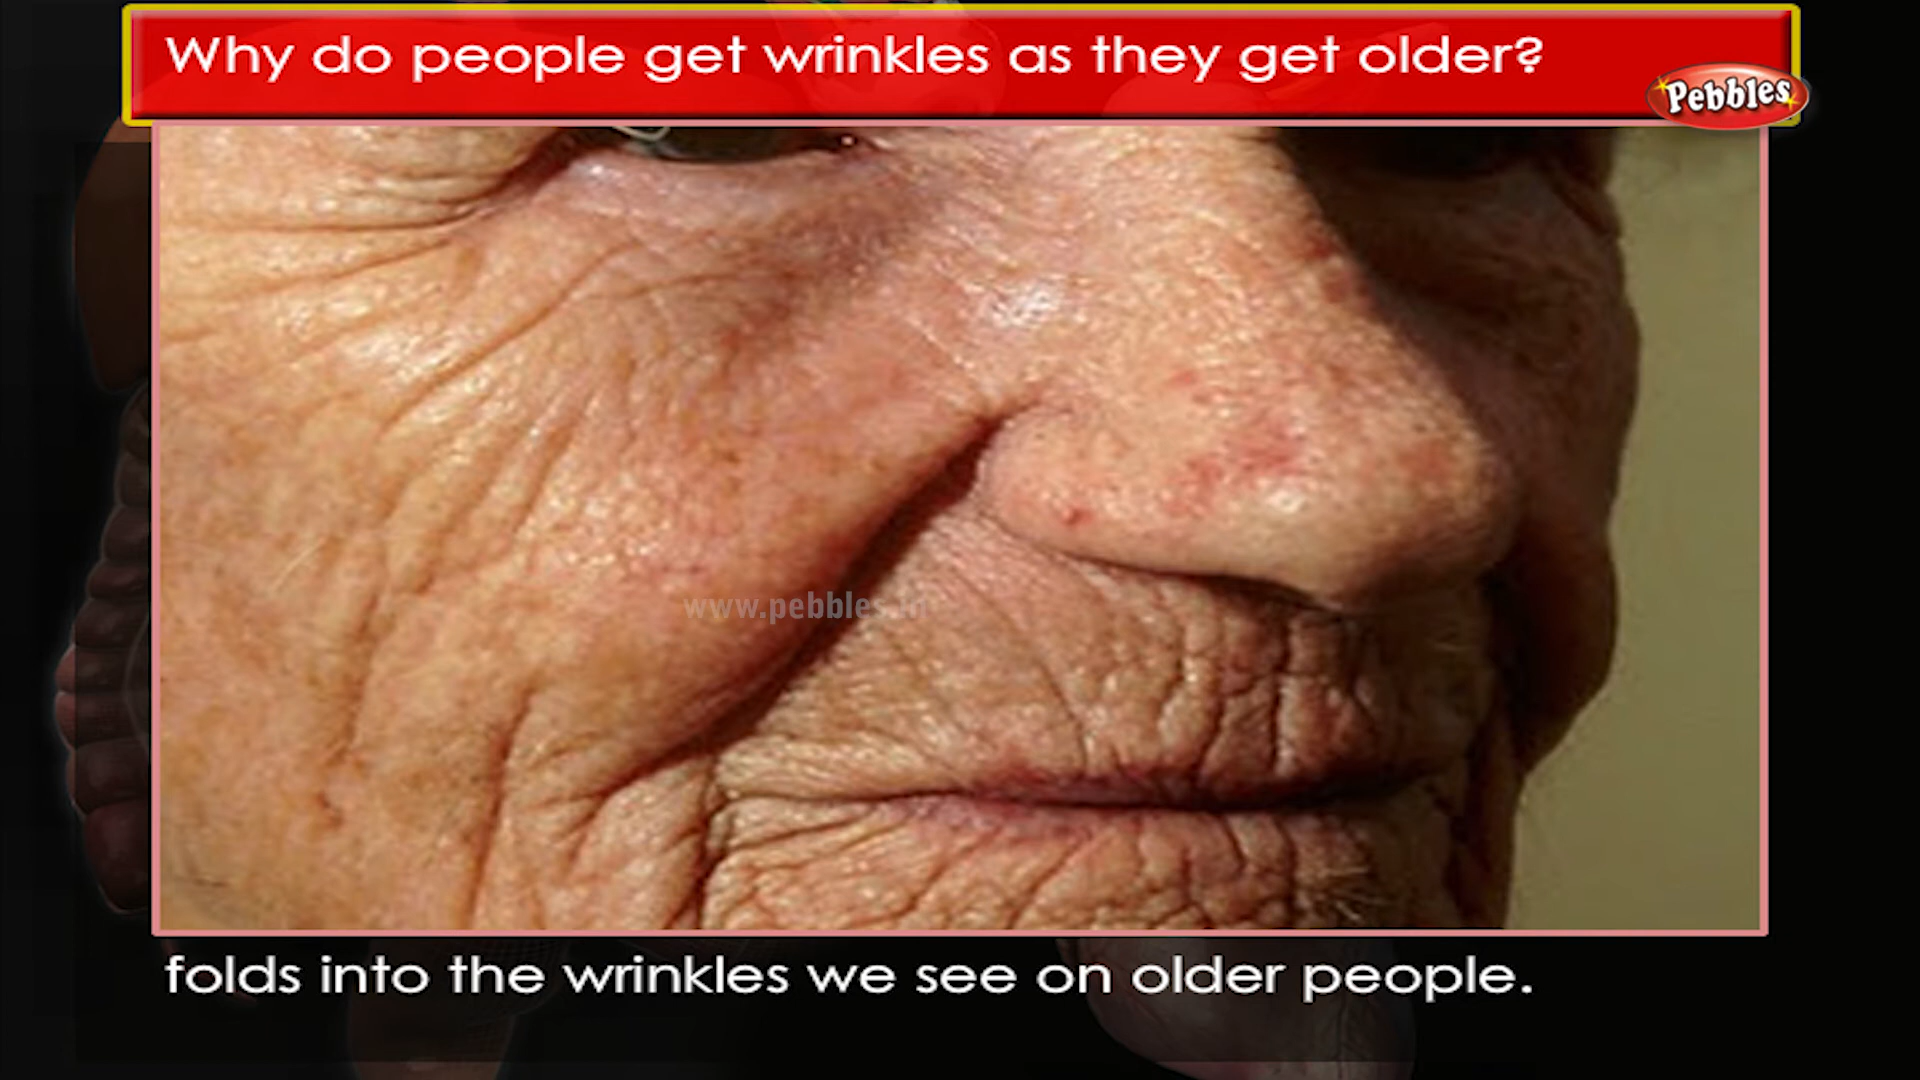 Why do people get wrinkles as they get older?
Pebbles
www.pebbles.in
folds into the wrinkles we see on older people.